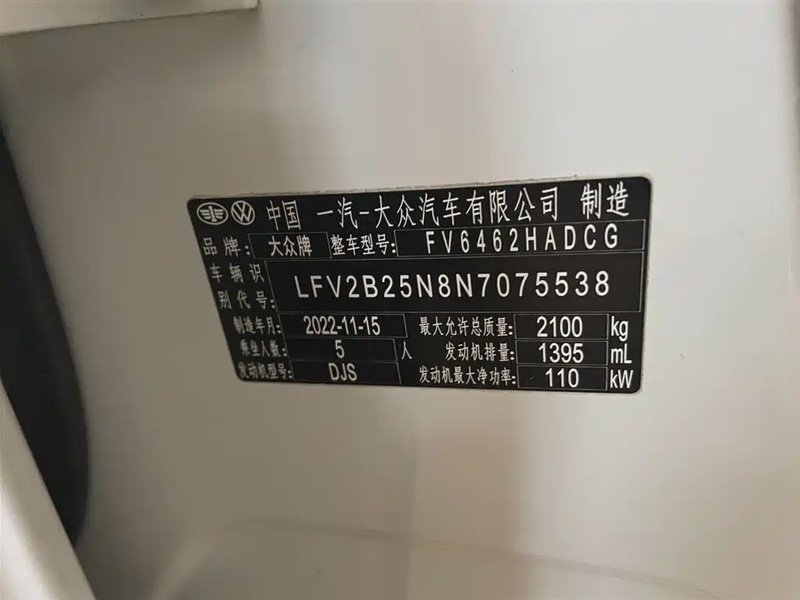 中国 一汽-大众汽车有限公司 制造
品牌: 大众牌 整车型号: FV6462HADCG
车辆识别代号: LFV2B25N8N7075538
制造年月: 2022-11-15 最大允许总质量: 2100 kg
乘坐人数: 5 人 发动机排量: 1395 mL
发动机型号: DJS 发动机最大净功率: 110 kW